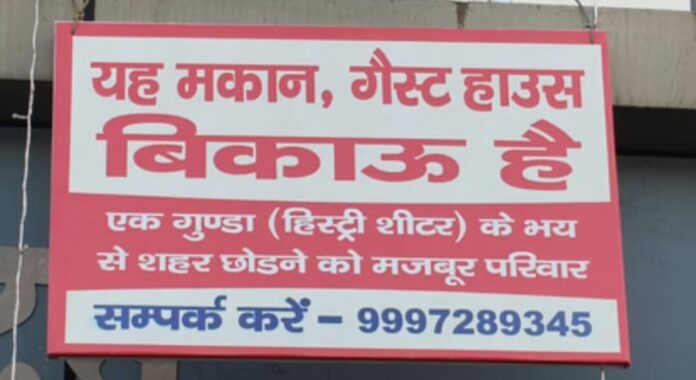 यह मकान, गैस्ट हाउस
बिकाऊ है
एक गुण्डा (हिस्ट्री शीटर) के भय
से शहर छोडने को मजबूर परिवार
सम्पर्क करें – 9997289345